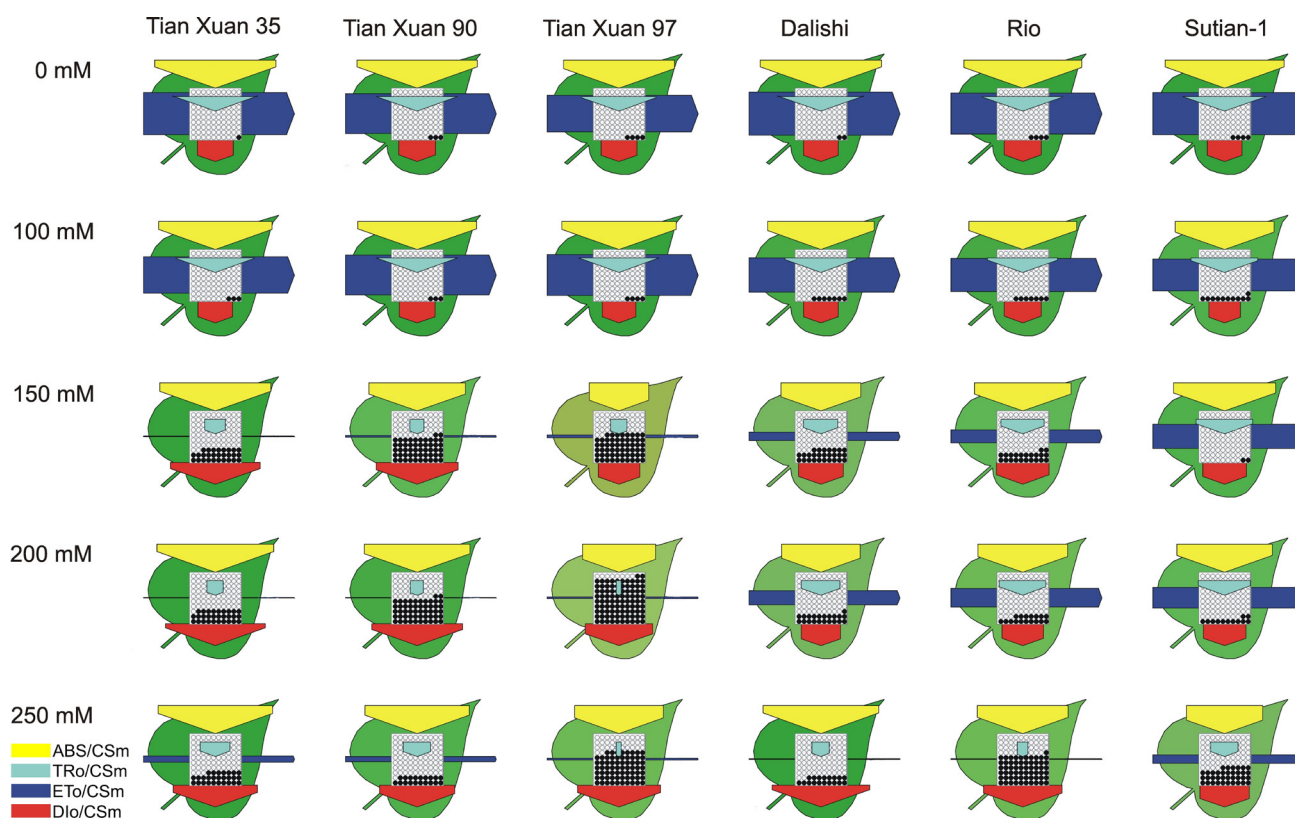 Tian Xuan 35 Tian Xuan 90 Tian Xuan 97 Dalishi Rio Sutian-1
0 mM
100 mM
150 mM
200 mM
250 mM
ABS/CSm
TRo/CSm
ETo/CSm
DIo/CSm